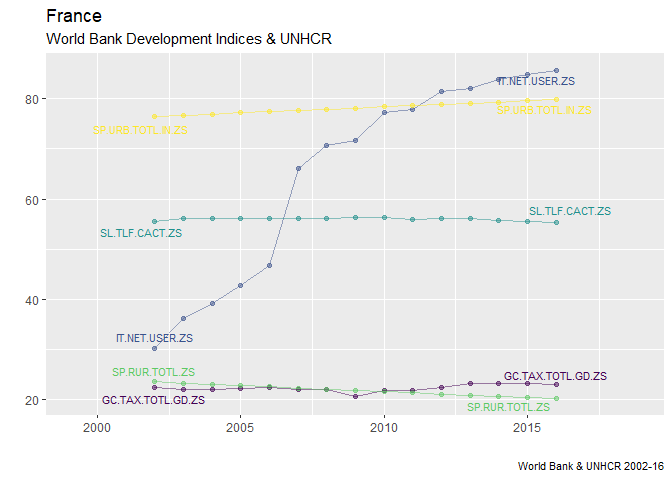 France
World Bank Development Indices & UNHCR
80
60
40
20
IT.NET.USER.ZS
SP.URB.TOTL.IN.ZS
SP.URB.TOTL.IN.ZS
SL.TLF.CACT.ZS
SL.TLF.CACT.ZS
IT.NET.USER.ZS
SP.RUR.TOTL.ZS
GC.TAX.TOTL.GD.ZS
GC.TAX.TOTL.GD.ZS
SP.RUR.TOTL.ZS
2000 2005 2010 2015
World Bank & UNHCR 2002-16